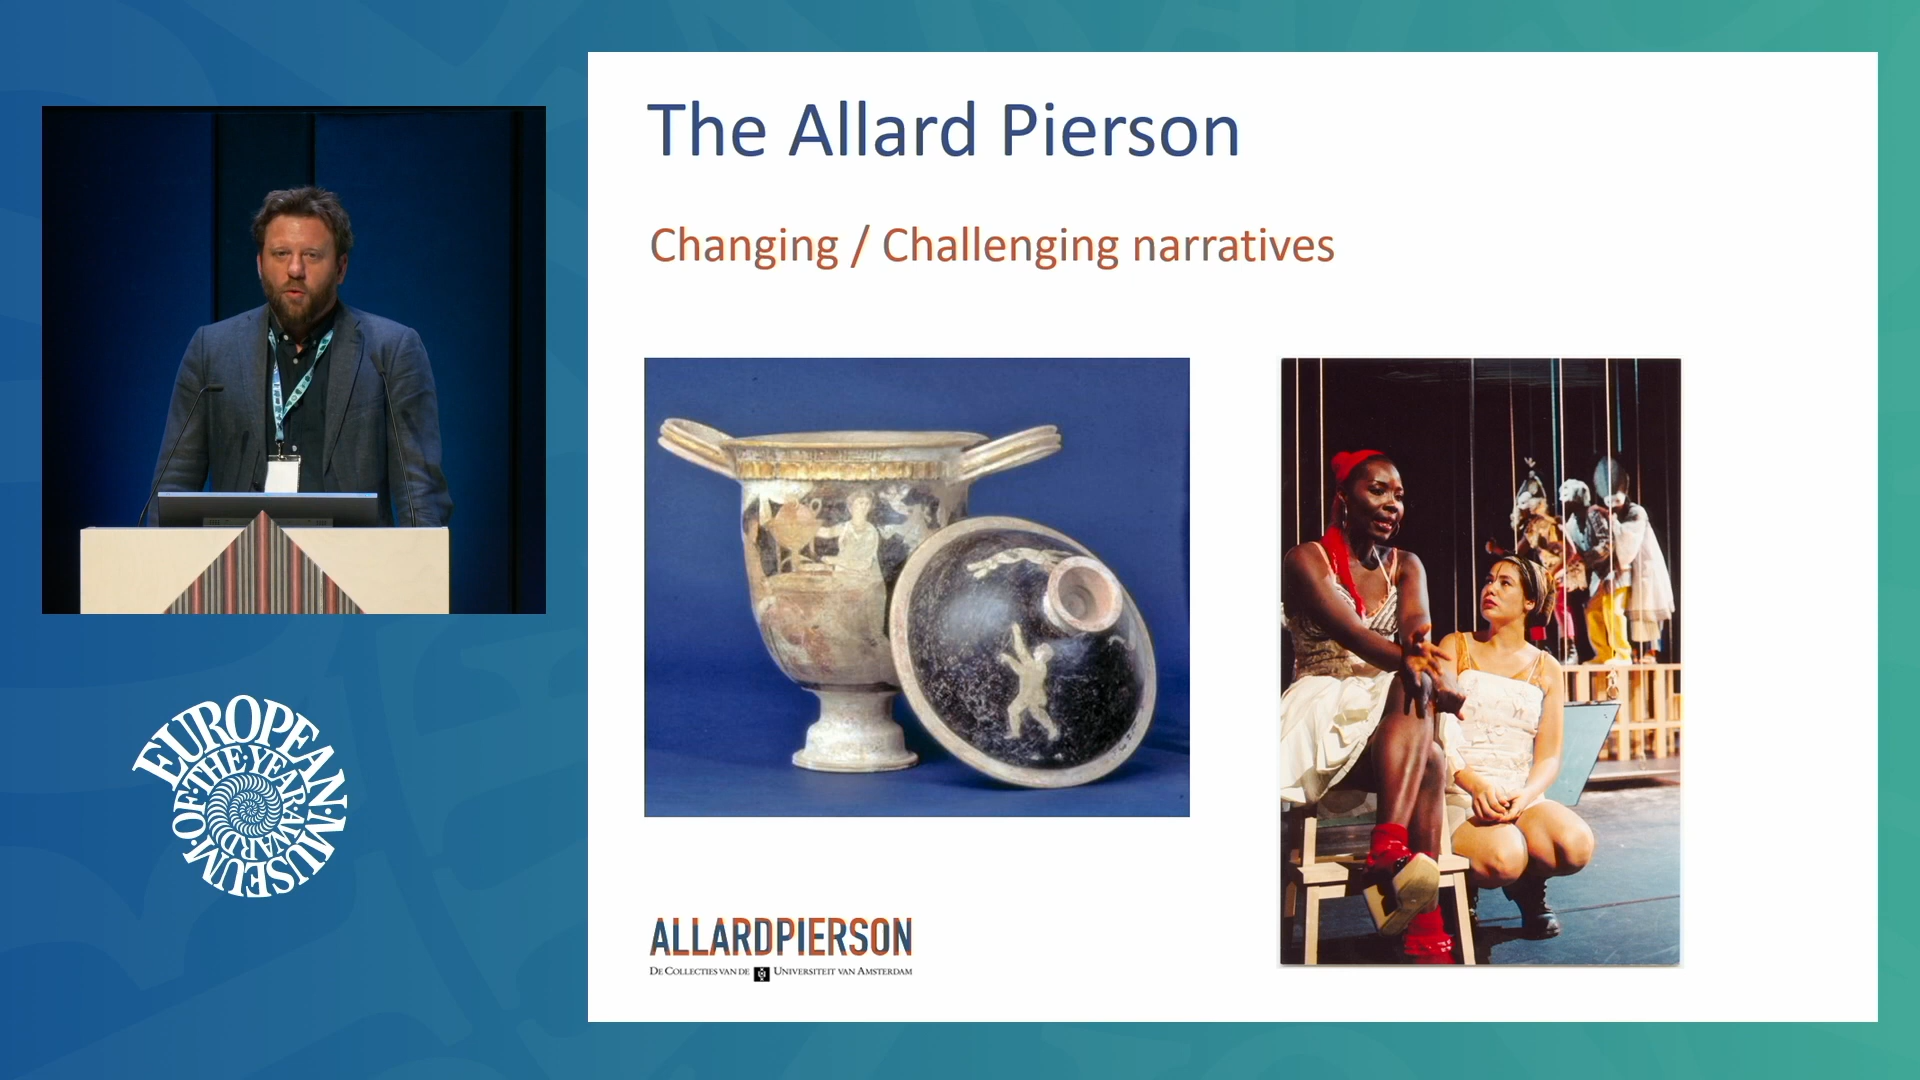 The Allard Pierson
Changing / Challenging narratives
EUROPEAN·MUSEUM·OF·THE·YEAR·AWARD
ALLARDPIERSON
DE COLLECTIES VAN DE UNIVERSITEIT VAN AMSTERDAM